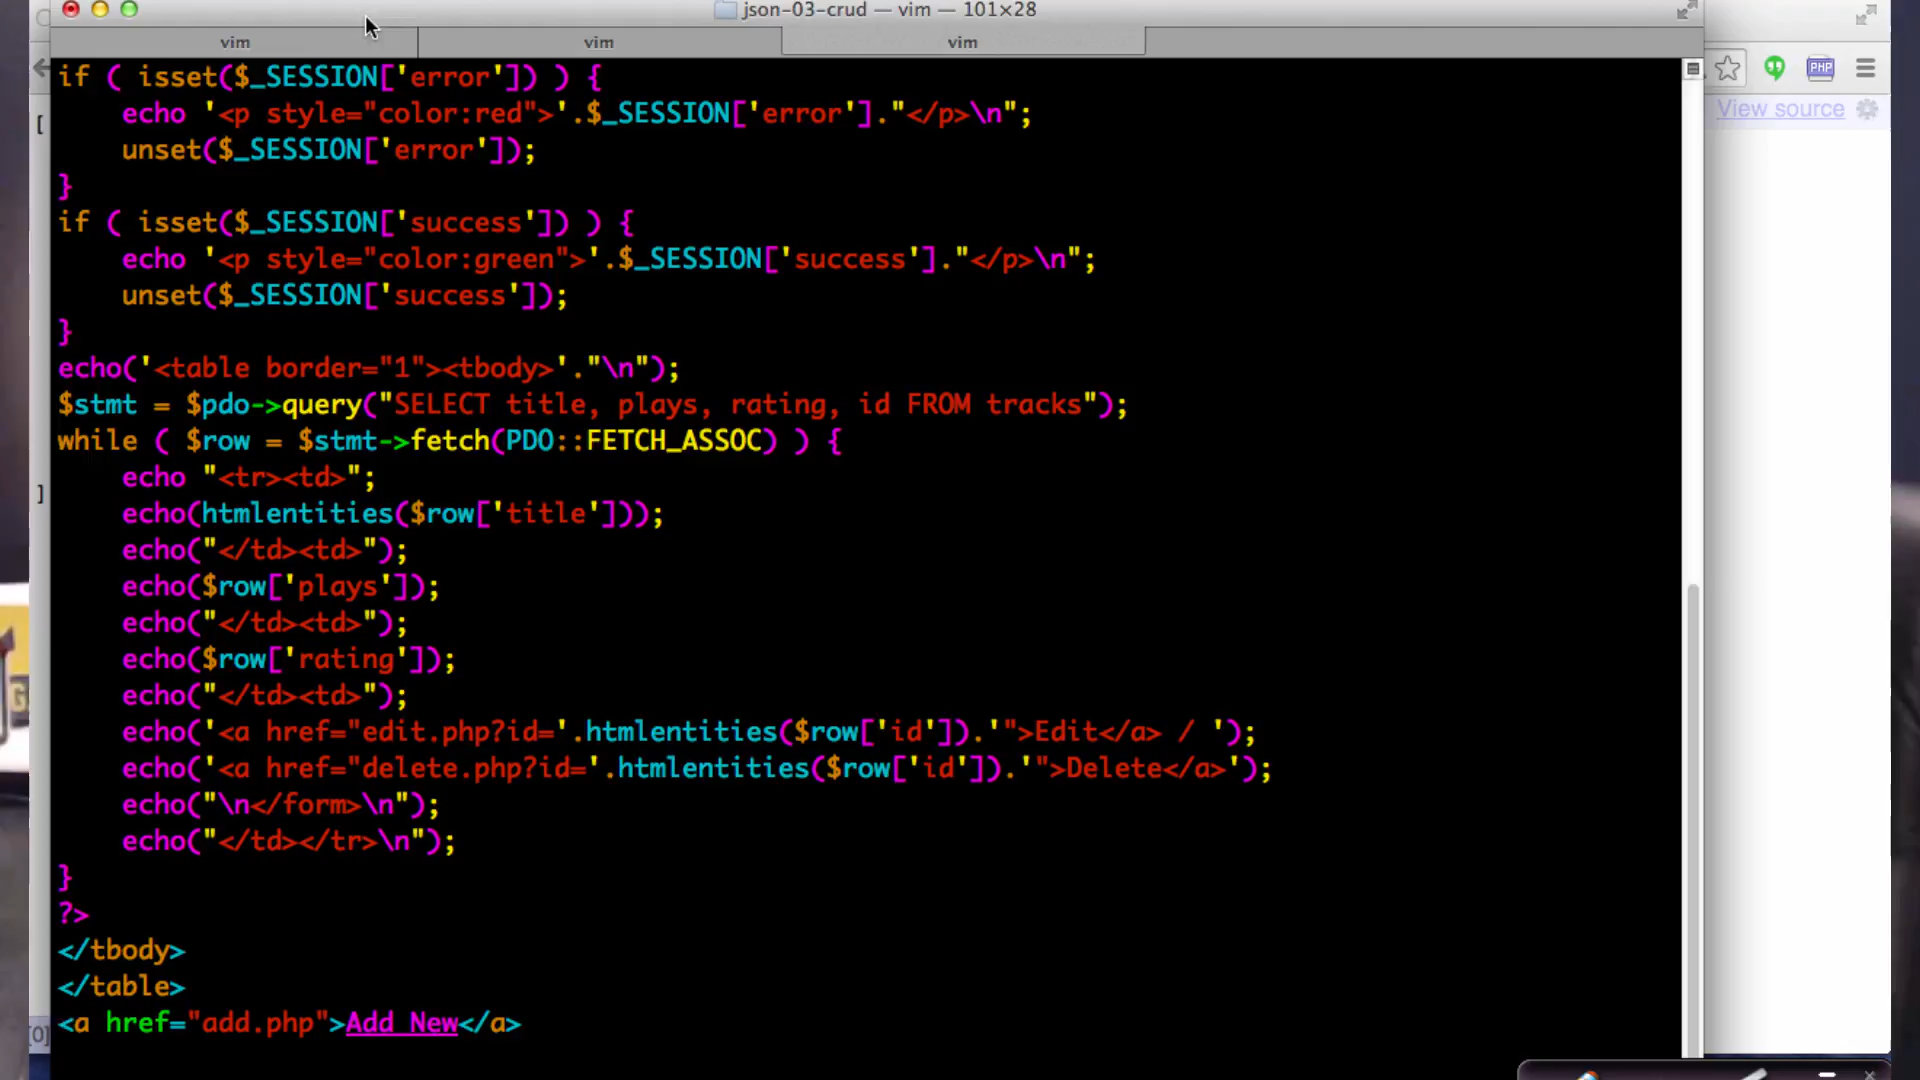 json-03-crud — vim — 101×28
vim vim vim
if ( isset($_SESSION['error']) ) {
    echo '<p style="color:red">'.$_SESSION['error']."</p>\n";
    unset($_SESSION['error']);
}
if ( isset($_SESSION['success']) ) {
    echo '<p style="color:green">'.$_SESSION['success']."</p>\n";
    unset($_SESSION['success']);
}
echo('<table border="1"><tbody>'."\n");
$stmt = $pdo->query("SELECT title, plays, rating, id FROM tracks");
while ( $row = $stmt->fetch(PDO::FETCH_ASSOC) ) {
    echo "<tr><td>";
    echo(htmlentities($row['title']));
    echo("</td><td>");
    echo($row['plays']);
    echo("</td><td>");
    echo($row['rating']);
    echo("</td><td>");
    echo('<a href="edit.php?id='.htmlentities($row['id']).'">Edit</a> / ');
    echo('<a href="delete.php?id='.htmlentities($row['id']).'">Delete</a>');
    echo("\n</form>\n");
    echo("</td></tr>\n");
}
?>
</tbody>
</table>
<a href="add.php">Add New</a>
[
]
[0]
PHP
View source
G